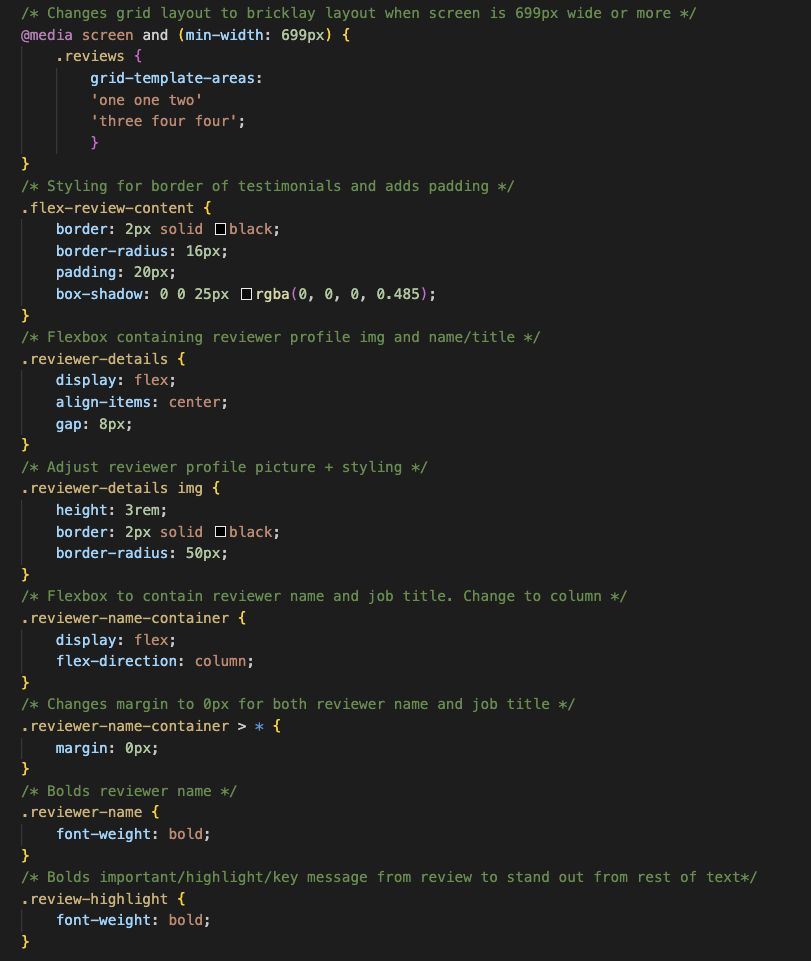 /* Changes grid layout to bricklay layout when screen is 699px wide or more */
@media screen and (min-width: 699px) {
    .reviews {
        grid-template-areas:
        'one one two'
        'three four four';
        }
}
/* Styling for border of testimonials and adds padding */
.flex-review-content {
    border: 2px solid black;
    border-radius: 16px;
    padding: 20px;
    box-shadow: 0 0 25px rgba(0, 0, 0, 0.485);
}
/* Flexbox containing reviewer profile img and name/title */
.reviewer-details {
    display: flex;
    align-items: center;
    gap: 8px;
}
/* Adjust reviewer profile picture + styling */
.reviewer-details img {
    height: 3rem;
    border: 2px solid black;
    border-radius: 50px;
}
/* Flexbox to contain reviewer name and job title. Change to column */
.reviewer-name-container {
    display: flex;
    flex-direction: column;
}
/* Changes margin to 0px for both reviewer name and job title */
.reviewer-name-container > * {
    margin: 0px;
}
/* Bolds reviewer name */
.reviewer-name {
    font-weight: bold;
}
/* Bolds important/highlight/key message from review to stand out from rest of text*/
.review-highlight {
    font-weight: bold;
}